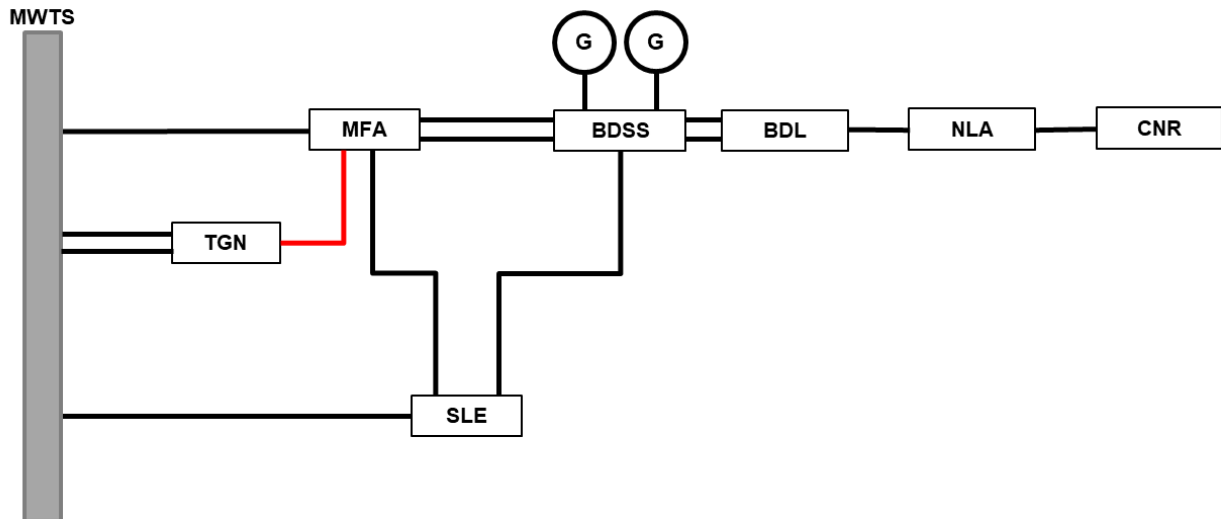 MWTS
G
G
MFA
BDSS
BDL
NLA
CNR
TGN
SLE